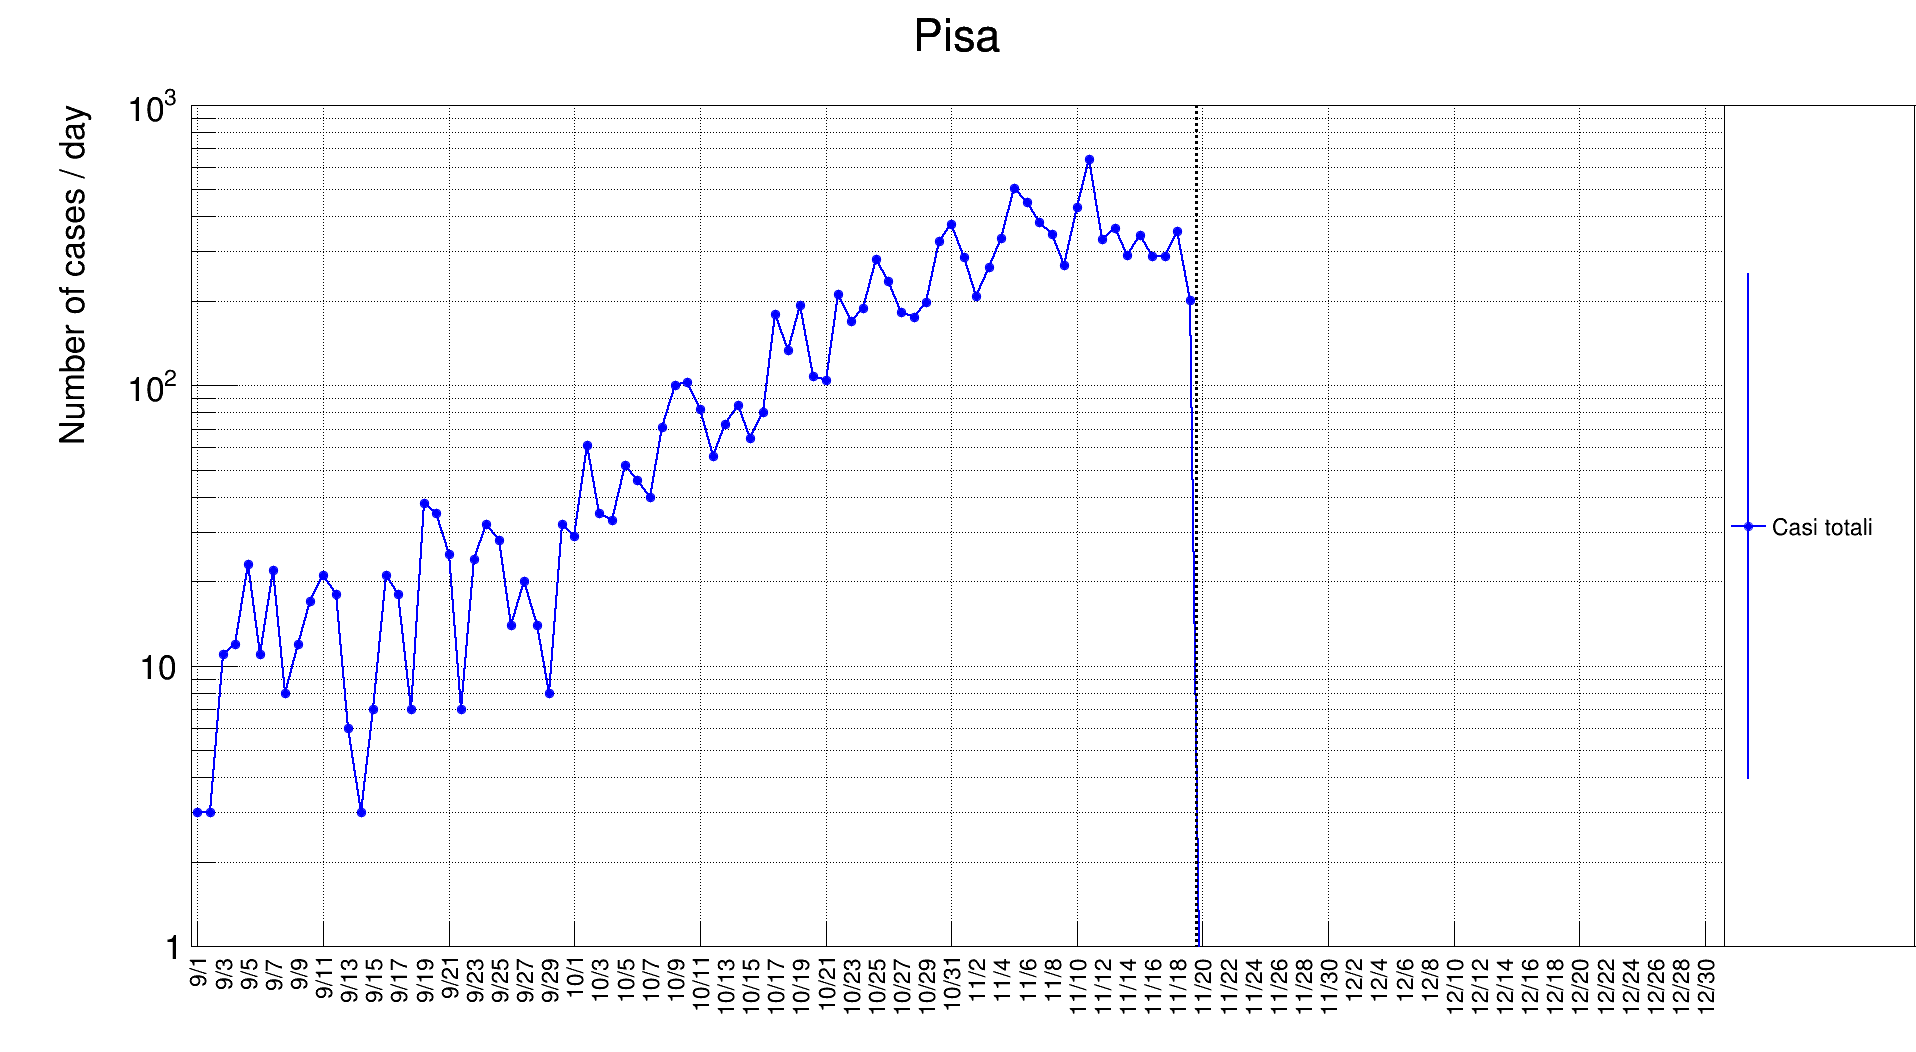 Pisa
Number of cases / day
10³
10²
10
1
9/1 9/3 9/5 9/7 9/9 9/11 9/13 9/15 9/17 9/19 9/21 9/23 9/25 9/27 9/29 10/1 10/3 10/5 10/7 10/9 10/11 10/13 10/15 10/17 10/19 10/21 10/23 10/25 10/27 10/29 10/31 11/2 11/4 11/6 11/8 11/10 11/12 11/14 11/16 11/18 11/20 11/22 11/24 11/26 11/28 11/30 12/2 12/4 12/6 12/8 12/10 12/12 12/14 12/16 12/18 12/20 12/22 12/24 12/26 12/28 12/30
Casi totali